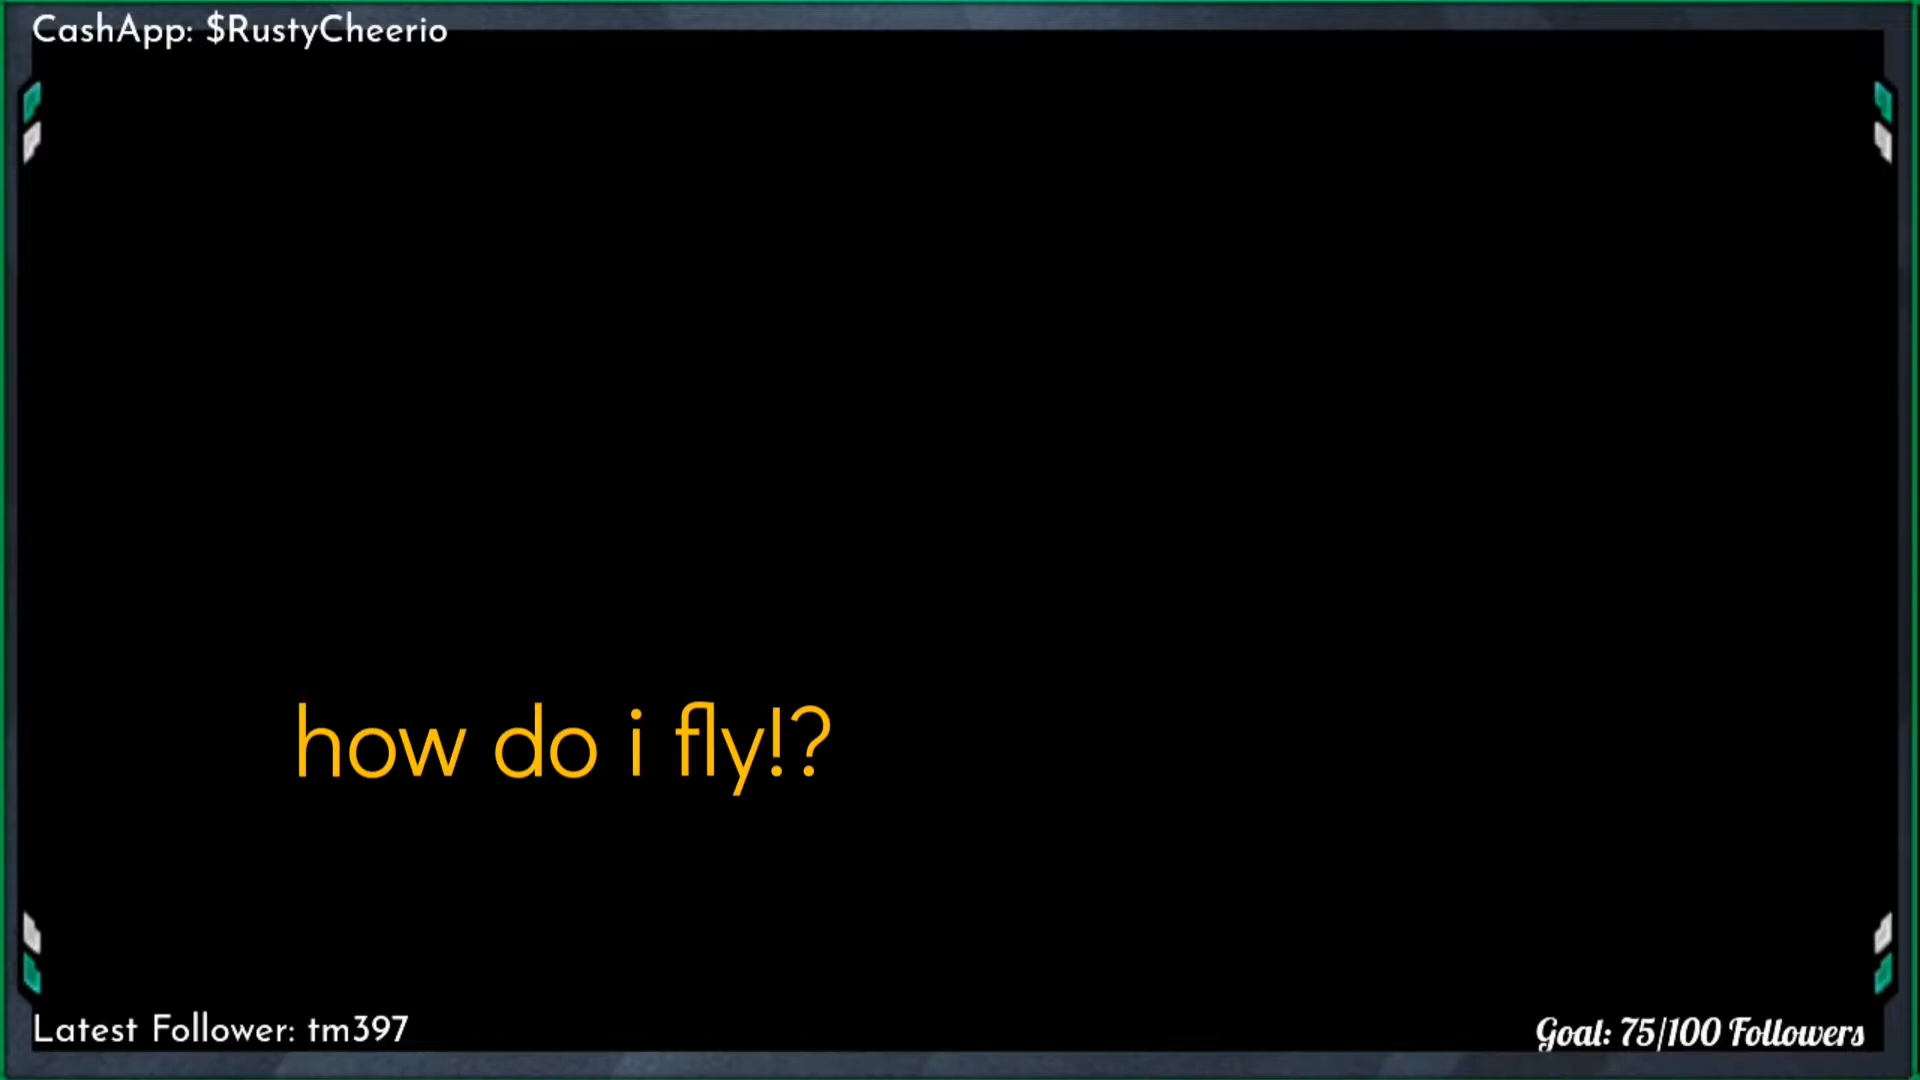 CashApp: $RustyCheerio
how do i fly!?
Latest Follower: tm397
Goal: 75/100 Followers